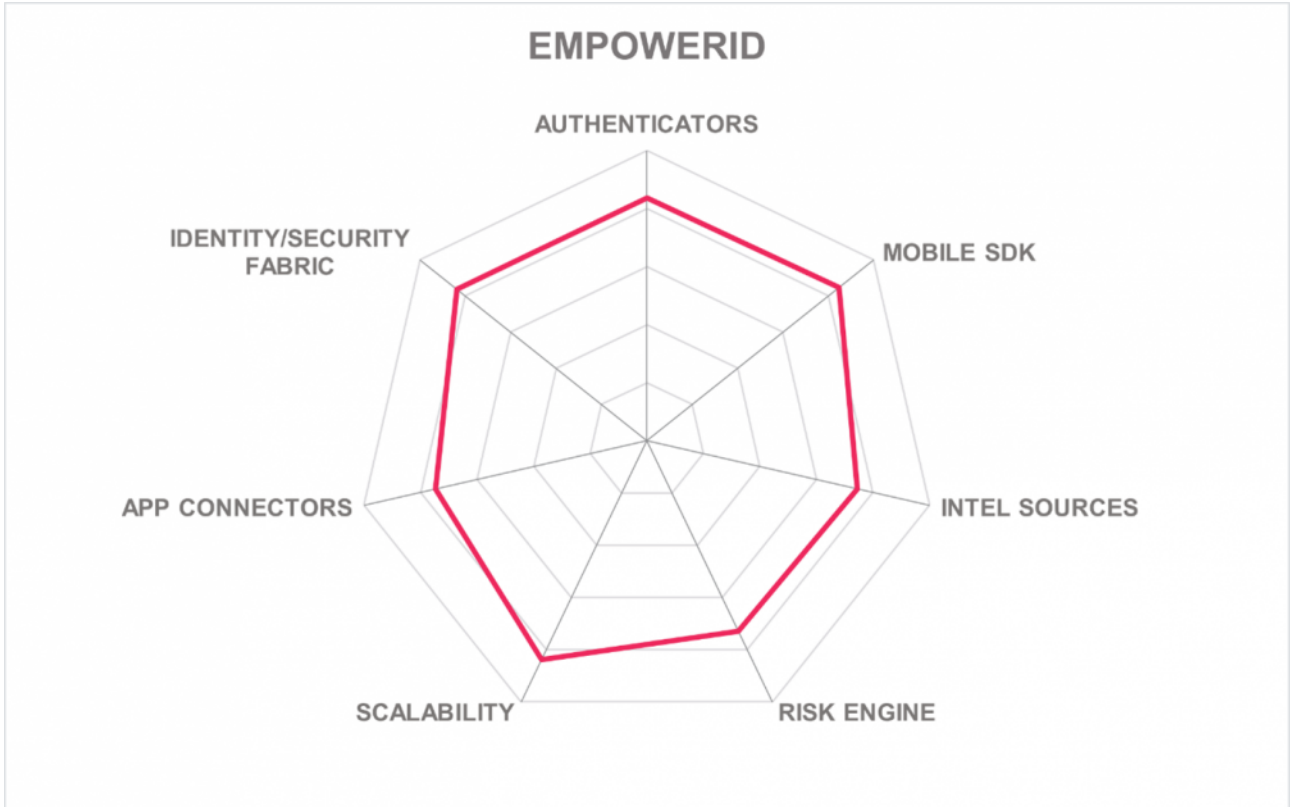 EMPOWERID
AUTHENTICATORS
IDENTITY/SECURITY
FABRIC
MOBILE SDK
APP CONNECTORS
INTEL SOURCES
SCALABILITY
RISK ENGINE